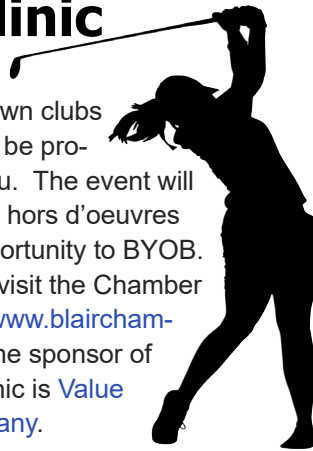 linic
wn clubs
be pro-
u. The event will
hors d’oeuvres
ortunity to BYOB.
visit the Chamber
www.blaircham-
he sponsor of
nic is Value
any.